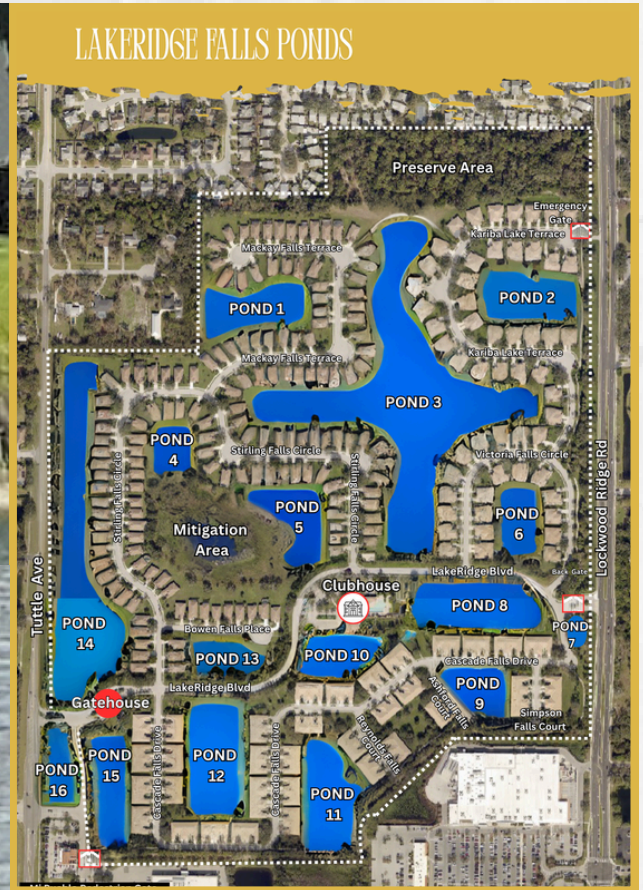 LAKERIDGE FALLS PONDS
Preserve Area
Emergency
Gate
Kariba Lake Terrace
Mackay Falls Terrace
POND 1
POND 2
Mackay Falls Terrace
Kariba Lake Terrace
POND 3
POND
4
Stirling Falls Circle
Victoria Falls Circle
Stirling Falls Circle
Stirling Falls Circle
Lockwood Ridge Rd
POND
5
POND
6
Mitigation
Area
Tuttle Ave
LakeRidge Blvd
Back Gate
Clubhouse
POND 8
POND
7
POND
14
Bowen Falls Place
POND 13
POND 10
Cascade Falls Drive
LakeRidge Blvd
POND
9
Ashford Falls
Court
Gatehouse
Simpson
Falls Court
Reynolds Falls
Court
POND
16
POND
15
Cascade Falls Drive
POND
12
Cascade Falls Drive
POND
11